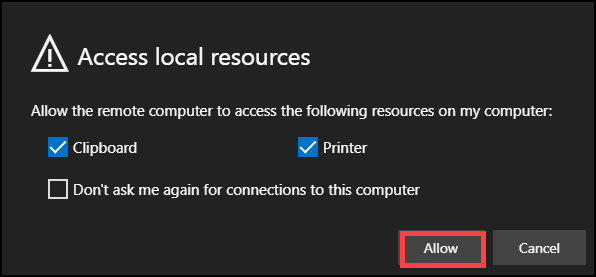 Access local resources
Allow the remote computer to access the following resources on my computer:
Clipboard Printer
Don't ask me again for connections to this computer
Allow Cancel